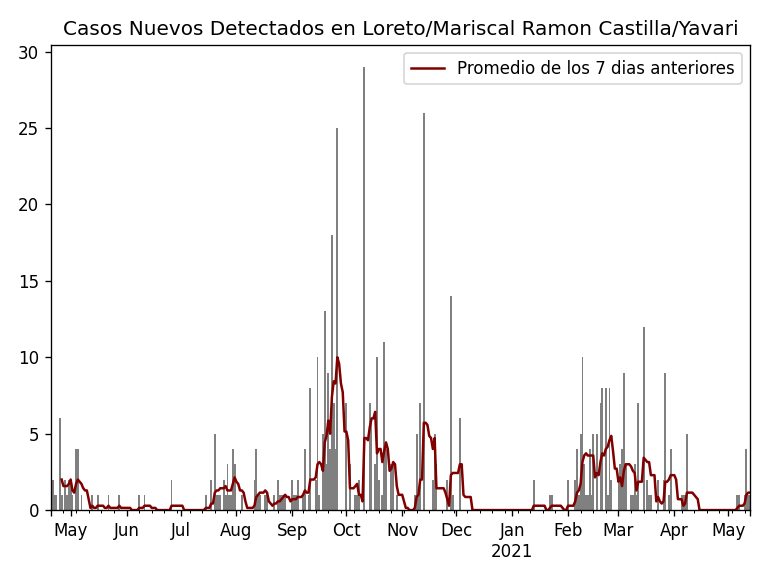 Casos Nuevos Detectados en Loreto/Mariscal Ramon Castilla/Yavari
Promedio de los 7 dias anteriores
30
25
20
15
10
5
0
May Jun Jul Aug Sep Oct Nov Dec Jan Feb Mar Apr May
2021